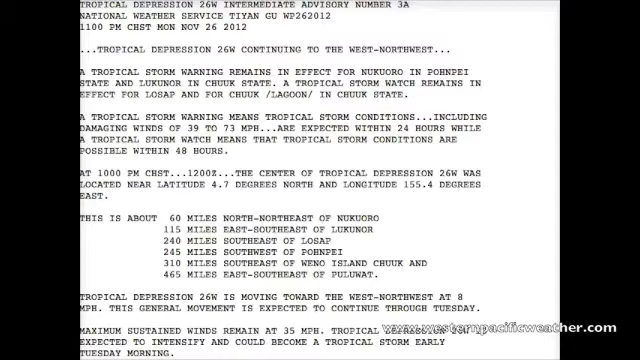 TROPICAL DEPRESSION 26W INTERMEDIATE ADVISORY NUMBER 3A
NATIONAL WEATHER SERVICE TIYAN GU WP262012
1100 PM CHST MON NOV 26 2012
...TROPICAL DEPRESSION 26W CONTINUING TO THE WEST-NORTHWEST...
A TROPICAL STORM WARNING REMAINS IN EFFECT FOR NUKUORO IN POHNPEI
STATE AND LUKUNOR IN CHUUK STATE. A TROPICAL STORM WATCH REMAINS IN
EFFECT FOR LOSAP AND FOR CHUUK /LAGOON/ IN CHUUK STATE.
A TROPICAL STORM WARNING MEANS TROPICAL STORM CONDITIONS...INCLUDING
DAMAGING WINDS OF 39 TO 73 MPH...ARE EXPECTED WITHIN 24 HOURS WHILE
A TROPICAL STORM WATCH MEANS THAT TROPICAL STORM CONDITIONS ARE
POSSIBLE WITHIN 48 HOURS.
AT 1000 PM CHST...1200Z...THE CENTER OF TROPICAL DEPRESSION 26W WAS
LOCATED NEAR LATITUDE 4.7 DEGREES NORTH AND LONGITUDE 155.4 DEGREES
EAST.
THIS IS ABOUT 60 MILES NORTH-NORTHEAST OF NUKUORO
115 MILES EAST-SOUTHEAST OF LUKUNOR
240 MILES SOUTHEAST OF LOSAP
245 MILES SOUTHWEST OF POHNPEI
310 MILES SOUTHEAST OF WENO ISLAND CHUUK AND
465 MILES EAST-SOUTHEAST OF PULUWAT.
TROPICAL DEPRESSION 26W IS MOVING TOWARD THE WEST-NORTHWEST AT 8
MPH. THIS GENERAL MOVEMENT IS EXPECTED TO CONTINUE THROUGH TUESDAY.
MAXIMUM SUSTAINED WINDS REMAIN AT 35 MPH. TROPICAL DEPRESSION 26W IS
www.westernpacificweather.com
EXPECTED TO INTENSIFY AND COULD BECOME A TROPICAL STORM EARLY
TUESDAY MORNING.